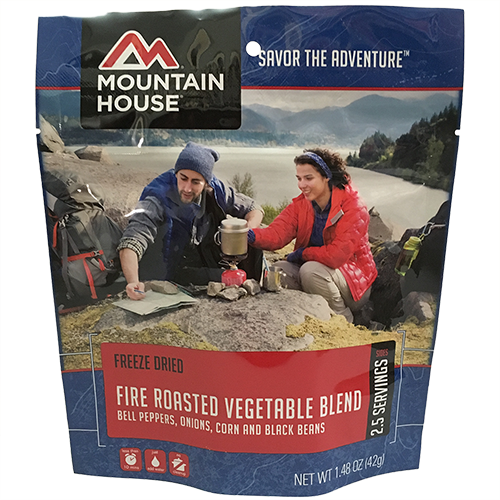 SAVOR THE ADVENTURE™
MOUNTAIN
HOUSE®
FREEZE DRIED
FIRE ROASTED VEGETABLE BLEND
BELL PEPPERS, ONIONS, CORN AND BLACK BEANS
2.5 SERVINGS
SIDES
NET WT 1.48 OZ (42g)